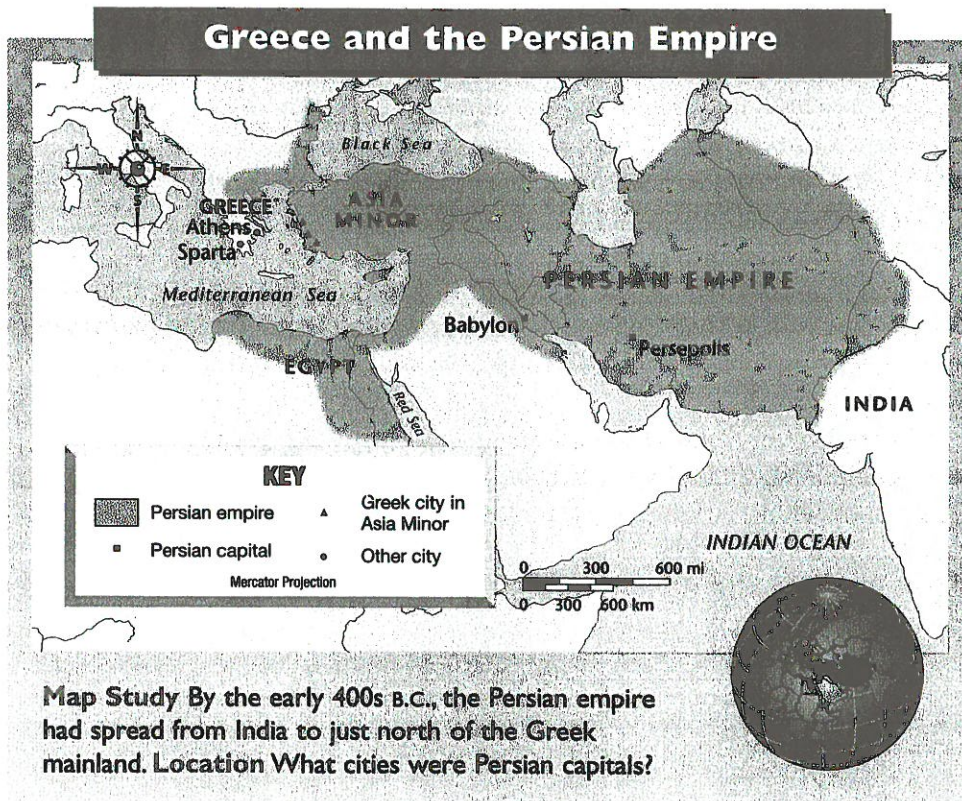 Greece and the Persian Empire
N
W
E
S
Black Sea
ASIA
MINOR
GREECE
Athens
Sparta
Mediterranean Sea
PERSIAN EMPIRE
Babylon
Persepolis
EGYPT
Red Sea
INDIA
KEY
Persian empire
Greek city in
Asia Minor
Persian capital
Other city
Mercator Projection
INDIAN OCEAN
0 300 600 mi
0 300 600 km
Map Study By the early 400s B.C., the Persian empire
had spread from India to just north of the Greek
mainland. Location What cities were Persian capitals?